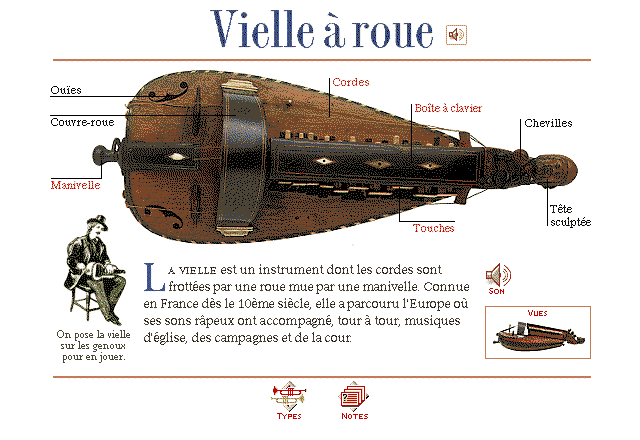 Vielle à roue
Cordes
Ouïes
Boîte à clavier
Couvre-roue
Chevilles
Manivelle
Tête
sculptée
Touches
LA VIELLE est un instrument dont les cordes sont
frottées par une roue mue par une manivelle. Connue
en France dès le 10ème siècle, elle a parcouru l'Europe où
ses sons râpeux ont accompagné, tour à tour, musiques
d'église, des campagnes et de la cour.
SON
VUES
On pose la vielle
sur les genoux
pour en jouer.
TYPES
NOTES